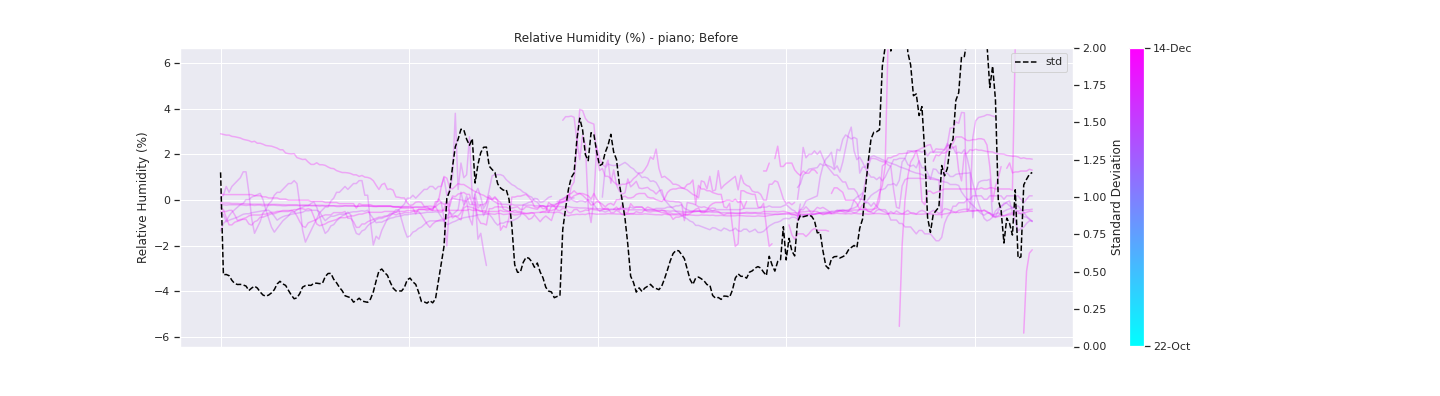 Relative Humidity (%) - piano; Before
std
Relative Humidity (%)
6
4
2
0
−2
−4
−6
2.00
1.75
1.50
1.25
1.00
0.75
0.50
0.25
0.00
Standard Deviation
14-Dec
22-Oct